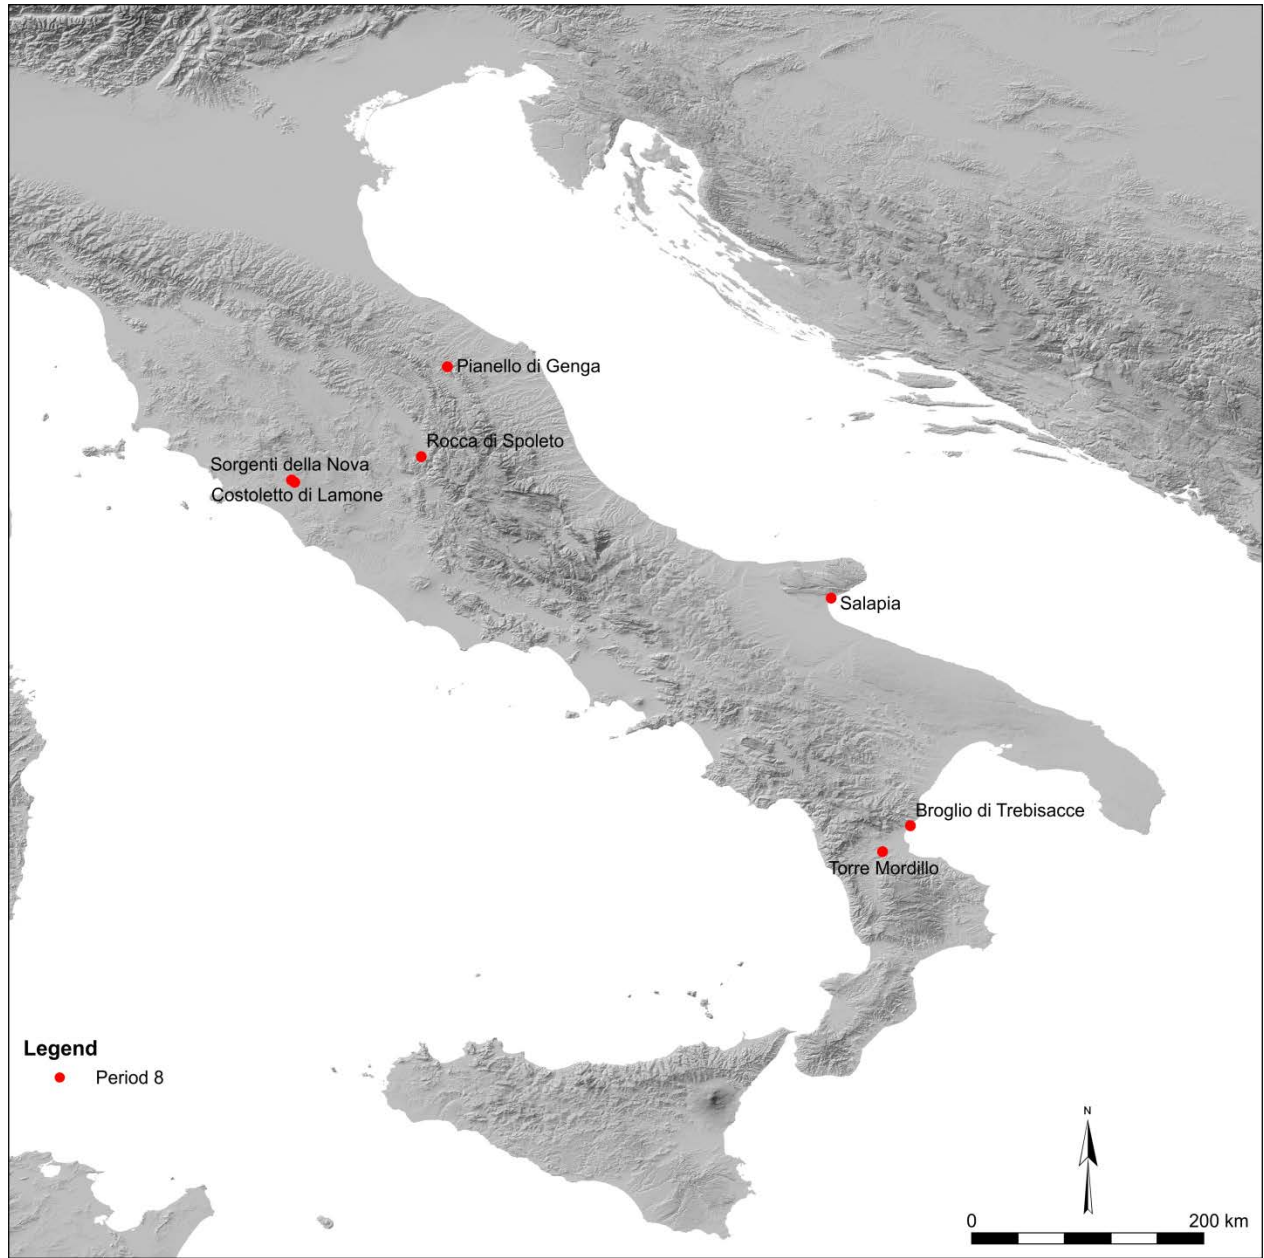 Pianello di Genga
Rocca di Spoleto
Sorgenti della Nova
Costoletto di Lamone
Salapia
Broglio di Trebisacce
Torre Mordillo
Legend
Period 8
N
0
200 km